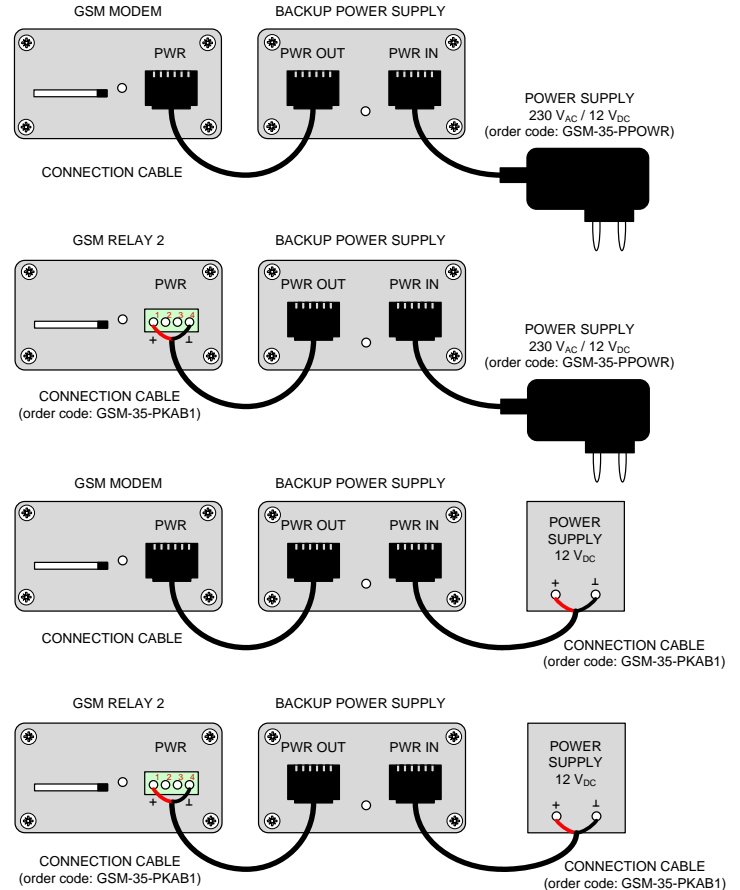 GSM MODEM
BACKUP POWER SUPPLY
PWR
PWR OUT
PWR IN
POWER SUPPLY
230 VAC / 12 VDC
(order code: GSM-35-PPOWR)
CONNECTION CABLE
GSM RELAY 2
BACKUP POWER SUPPLY
PWR
1 2 3 4
+ ⊥
PWR OUT
PWR IN
POWER SUPPLY
230 VAC / 12 VDC
(order code: GSM-35-PPOWR)
CONNECTION CABLE
(order code: GSM-35-PKAB1)
GSM MODEM
BACKUP POWER SUPPLY
PWR
PWR OUT
PWR IN
POWER
SUPPLY
12 VDC
+ ⊥
CONNECTION CABLE
CONNECTION CABLE
(order code: GSM-35-PKAB1)
GSM RELAY 2
BACKUP POWER SUPPLY
PWR
1 2 3 4
+ ⊥
PWR OUT
PWR IN
POWER
SUPPLY
12 VDC
+ ⊥
CONNECTION CABLE
(order code: GSM-35-PKAB1)
CONNECTION CABLE
(order code: GSM-35-PKAB1)